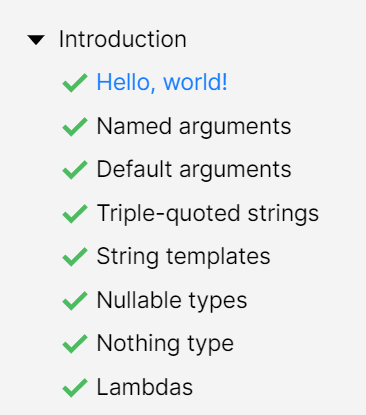 Introduction
Hello, world!
Named arguments
Default arguments
Triple-quoted strings
String templates
Nullable types
Nothing type
Lambdas